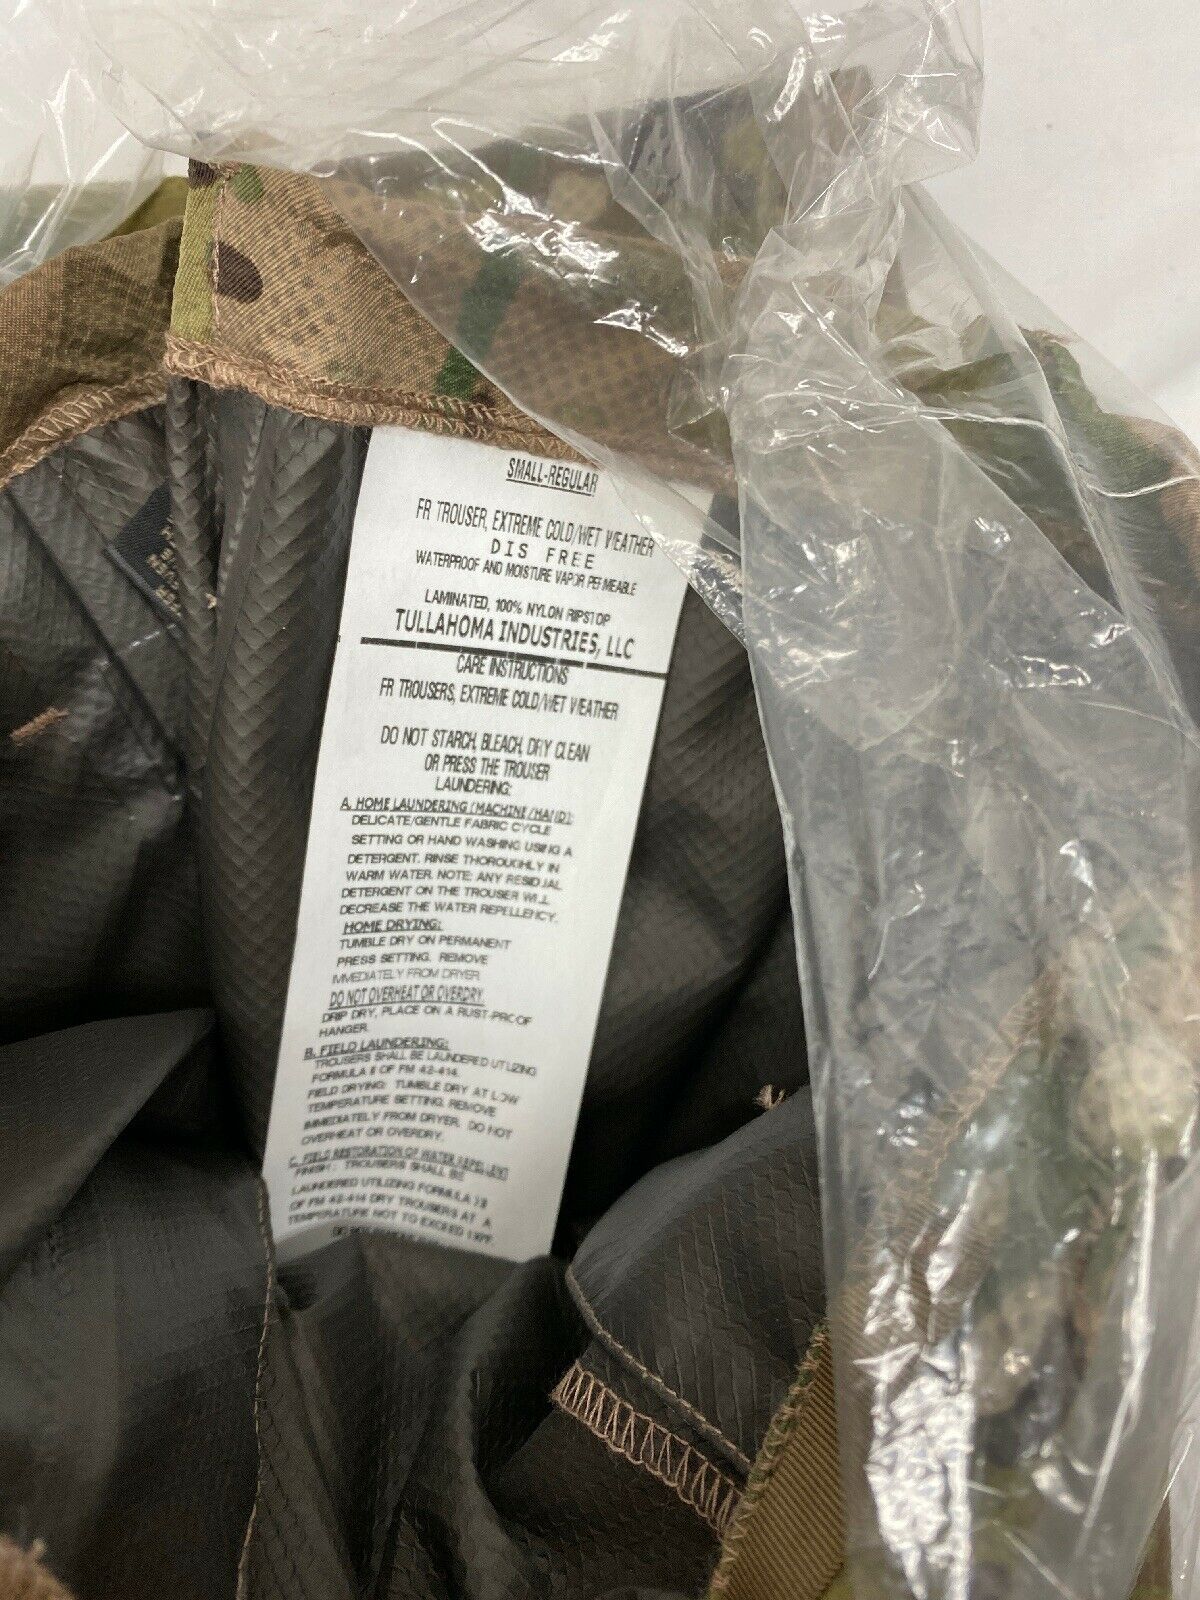 SMALL-REGULAR
FR TROUSER, EXTREME COLD/WET WEATHER
DIS FREE
WATERPROOF AND MOISTURE VAPOR PERMEABLE
LAMINATED, 100% NYLON RIPSTOP
TULLAHOMA INDUSTRIES, LLC
CARE INSTRUCTIONS
FR TROUSERS, EXTREME COLD/WET WEATHER
DO NOT STARCH, BLEACH, DRY CLEAN
OR PRESS THE TROUSER
LAUNDERING:
A. HOME LAUNDERING (MACHINE/HAND):
DELICATE/GENTLE FABRIC CYCLE
SETTING OR HAND WASHING USING A
DETERGENT. RINSE THOROUGHLY IN
WARM WATER. NOTE: ANY RESIDUAL
DETERGENT ON THE TROUSER WILL
DECREASE THE WATER REPELLENCY.
HOME DRYING:
TUMBLE DRY ON PERMANENT
PRESS SETTING. REMOVE
IMMEDIATELY FROM DRYER.
DO NOT OVERHEAT OR OVERDRY.
DRIP DRY, PLACE ON A RUST-PROOF
HANGER.
B. FIELD LAUNDERING:
TROUSERS SHALL BE LAUNDERED UTILIZING
FORMULA II OF FM 42-414.
FIELD DRYING: TUMBLE DRY AT LOW
TEMPERATURE SETTING. REMOVE
IMMEDIATELY FROM DRYER. DO NOT
OVERHEAT OR OVERDRY.
C. FIELD RESTORATION OF WATER REPELLENT
FINISH: TROUSERS SHALL BE
LAUNDERED UTILIZING FORMULA 13
OF FM 42-414 DRY TROUSERS AT A
TEMPERATURE NOT TO EXCEED